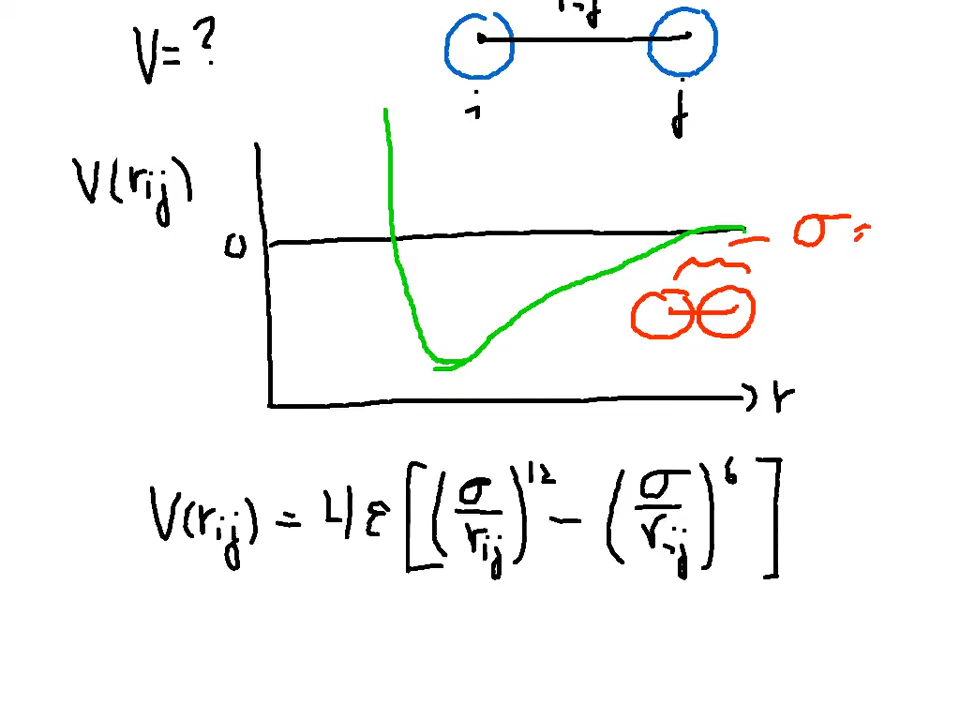 V = ?
i
j
V(rij)
0
σ
r
V(rij) = 4ε[(σ/rij)^12 − (σ/rij)^6]